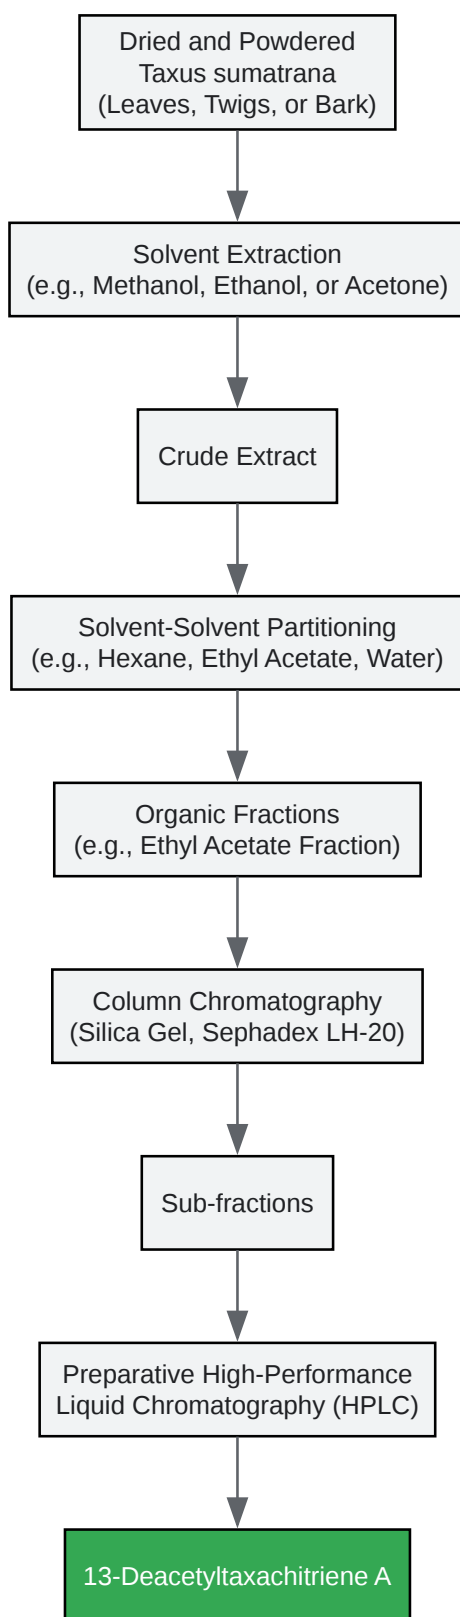 Dried and Powdered
Taxus sumatrana
(Leaves, Twigs, or Bark)
Solvent Extraction
(e.g., Methanol, Ethanol, or Acetone)
Crude Extract
Solvent-Solvent Partitioning
(e.g., Hexane, Ethyl Acetate, Water)
Organic Fractions
(e.g., Ethyl Acetate Fraction)
Column Chromatography
(Silica Gel, Sephadex LH-20)
Sub-fractions
Preparative High-Performance
Liquid Chromatography (HPLC)
13-Deacetyltaxachitriene A